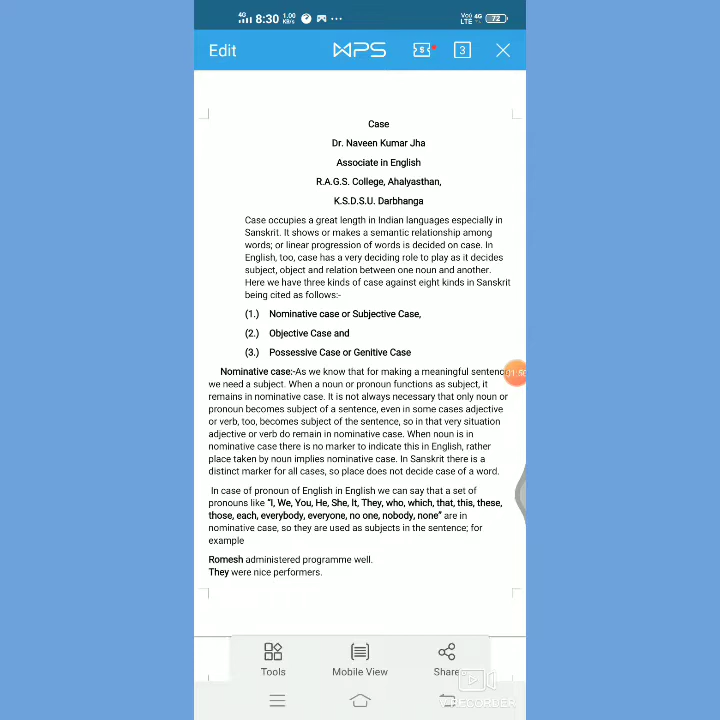 4G 8:30 1.00 KB/s Vo) 4G LTE 72
Edit WPS $ 3
Case
Dr. Naveen Kumar Jha
Associate in English
R.A.G.S. College, Ahalyasthan,
K.S.D.S.U. Darbhanga
Case occupies a great length in Indian languages especially in
Sanskrit. It shows or makes a semantic relationship among
words; or linear progression of words is decided on case. In
English, too, case has a very deciding role to play as it decides
subject, object and relation between one noun and another.
Here we have three kinds of case against eight kinds in Sanskrit
being cited as follows:-
(1.) Nominative case or Subjective Case,
(2.) Objective Case and
(3.) Possessive Case or Genitive Case
Nominative case:-As we know that for making a meaningful sentence
we need a subject. When a noun or pronoun functions as subject, it
remains in nominative case. It is not always necessary that only noun or
pronoun becomes subject of a sentence, even in some cases adjective
or verb, too, becomes subject of the sentence, so in that very situation
adjective or verb do remain in nominative case. When noun is in
nominative case there is no marker to indicate this in English, rather
place taken by noun implies nominative case. In Sanskrit there is a
distinct marker for all cases, so place does not decide case of a word.
In case of pronoun of English in English we can say that a set of
pronouns like "I, We, You, He, She, It, They, who, which, that, this, these,
those, each, everybody, everyone, no one, nobody, none" are in
nominative case, so they are used as subjects in the sentence; for
example
Romesh administered programme well.
They were nice performers.
Tools Mobile View Share